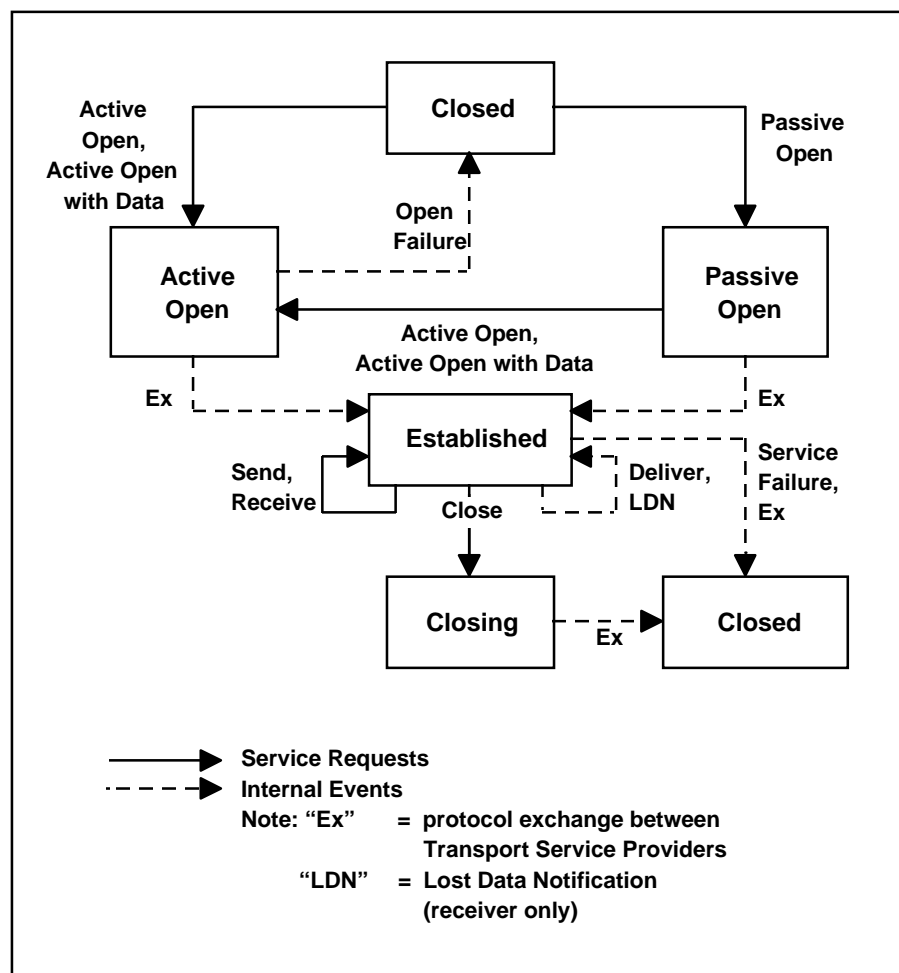 Closed
Active
Open,
Active Open
with Data
Passive
Open
Open
Failure
Active
Open
Passive
Open
Active Open,
Active Open with Data
Ex
Ex
Established
Send,
Receive
Deliver,
LDN
Service
Failure,
Ex
Close
Closing
Ex
Closed
Service Requests
Internal Events
Note: “Ex” = protocol exchange between
Transport Service Providers
“LDN” = Lost Data Notification
(receiver only)